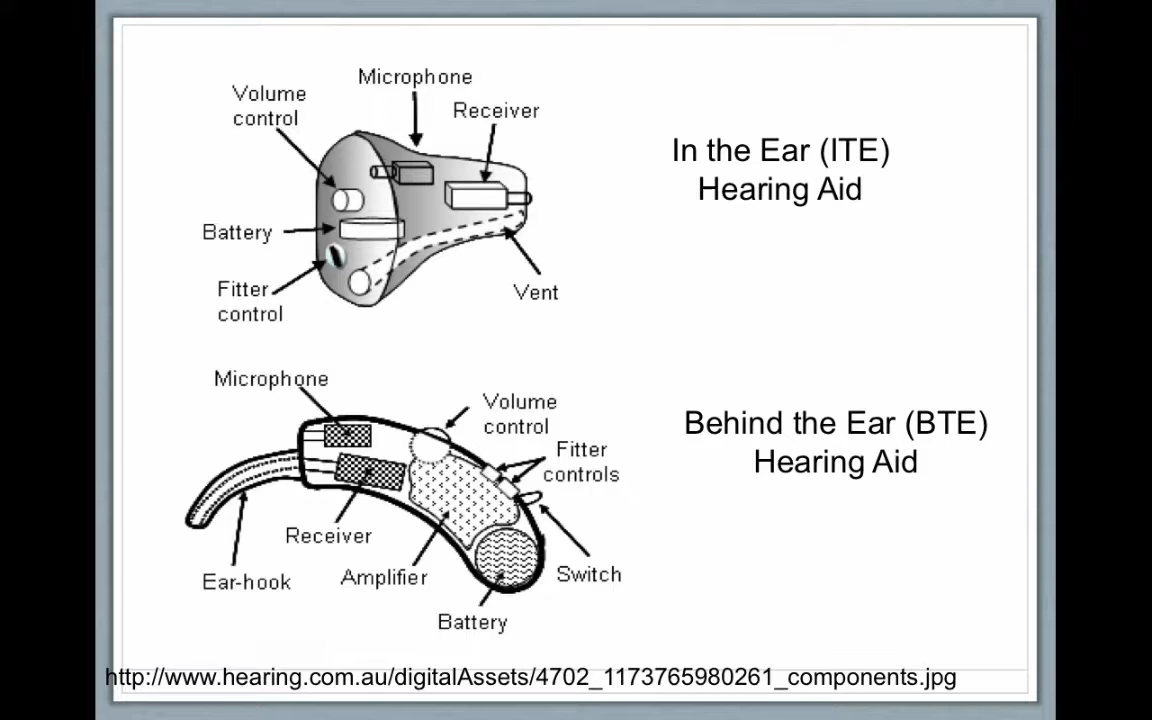 Microphone
Volume
control
Receiver
Battery
Fitter
control
Vent
In the Ear (ITE)
Hearing Aid
Microphone
Volume
control
Fitter
controls
Receiver
Ear-hook
Amplifier
Switch
Battery
Behind the Ear (BTE)
Hearing Aid
http://www.hearing.com.au/digitalAssets/4702_1173765980261_components.jpg